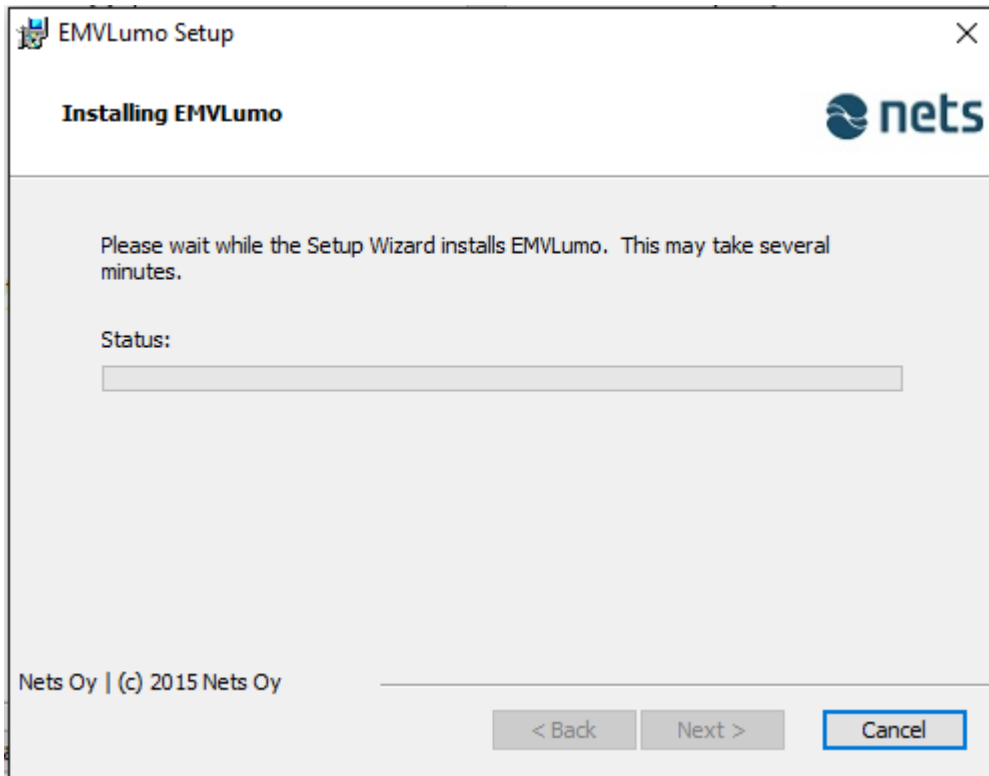 EMVLumo Setup
Installing EMVLumo
nets
Please wait while the Setup Wizard installs EMVLumo.  This may take several
minutes.
Status:
Nets Oy | (c) 2015 Nets Oy
< Back
Next >
Cancel